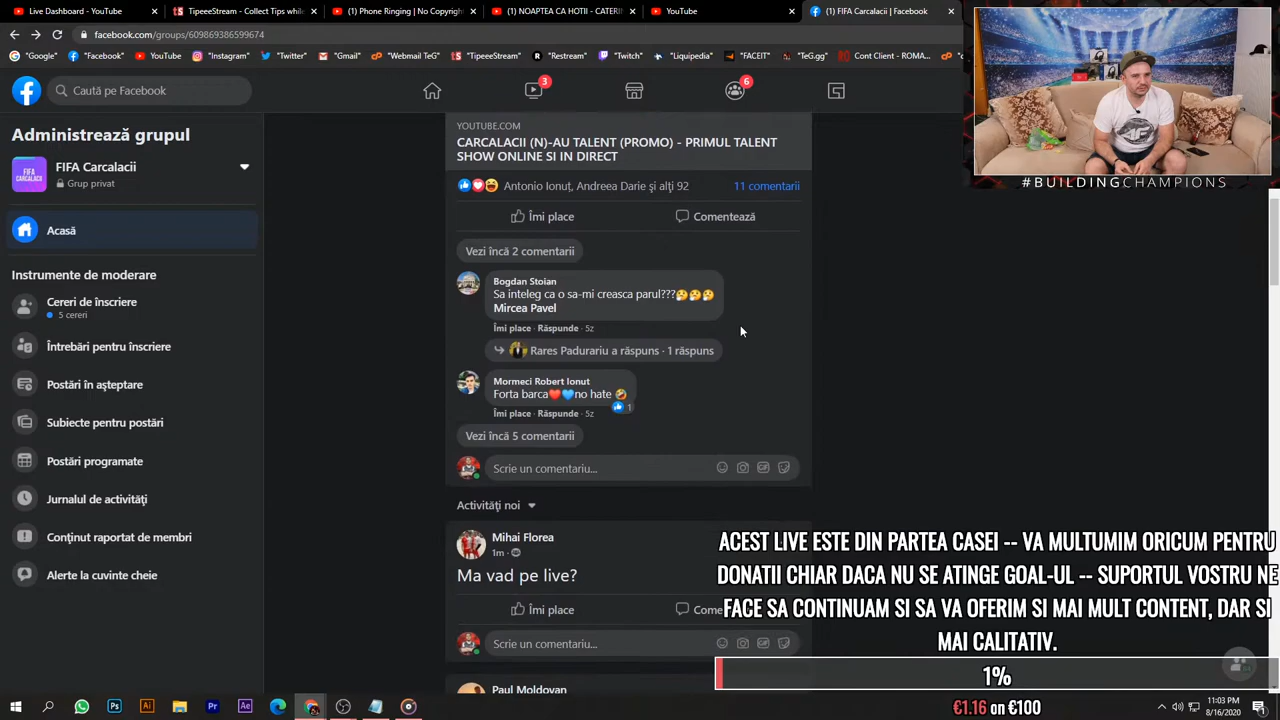 Live Dashboard - YouTube
TipeeeStream - Collect Tips while
(1) Phone Ringing | No Copyrigh
(1) NOAPTEA CA HOTII - CATERIN
YouTube
(1) FIFA Carcalacii | Facebook
facebook.com/groups/609869386599674
"Google
"Facebook
"YouTube
"Instagram"
"Twitter"
"Gmail"
"Webmail TeG"
"TipeeeStream"
"Restream"
"Twitch"
"Liquipedia"
"FACEIT"
"TeG.gg"
Cont Client - ROMA...
Caută pe Facebook
3
6
Administrează grupul
FIFA Carcalacii
Grup privat
Acasă
Instrumente de moderare
Cereri de înscriere
5 cereri
Întrebări pentru înscriere
Postări în așteptare
Subiecte pentru postări
Postări programate
Jurnalul de activități
Conținut raportat de membri
Alerte la cuvinte cheie
YOUTUBE.COM
CARCALACII (N)-AU TALENT (PROMO) - PRIMUL TALENT
SHOW ONLINE SI IN DIRECT
Antonio Ionuț, Andreea Darie și alți 92
11 comentarii
Îmi place
Comentează
Vezi încă 2 comentarii
Bogdan Stoian
Sa inteleg ca o sa-mi creasca parul???🤔🤔🤔
Mircea Pavel
Îmi place · Răspunde · 5z
Rares Padurariu a răspuns · 1 răspuns
Mormeci Robert Ionut
Forta barca❤️💙no hate 🤣
1
Îmi place · Răspunde · 5z
Vezi încă 5 comentarii
Scrie un comentariu...
Activități noi
Mihai Florea
1m
Ma vad pe live?
Îmi place
Come
Scrie un comentariu...
Paul Moldovan
#BUILDINGCHAMPIONS
ACEST LIVE ESTE DIN PARTEA CASEI -- VA MULTUMIM ORICUM PENTRU
DONATII CHIAR DACA NU SE ATINGE GOAL-UL -- SUPORTUL VOSTRU NE
FACE SA CONTINUAM SI SA VA OFERIM SI MAI MULT CONTENT, DAR SI
MAI CALITATIV.
1%
€1.16 on €100
11:03 PM
8/16/2020